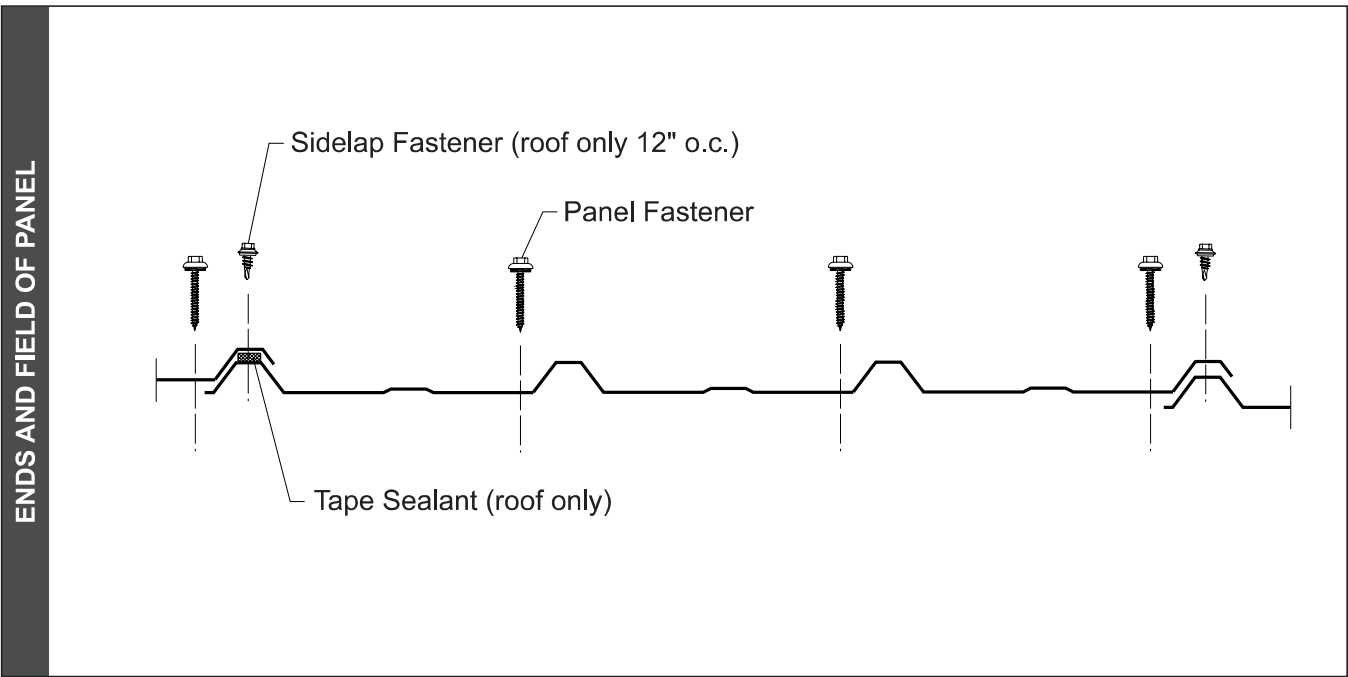 ENDS AND FIELD OF PANEL
Sidelap Fastener (roof only 12" o.c.)
Panel Fastener
Tape Sealant (roof only)